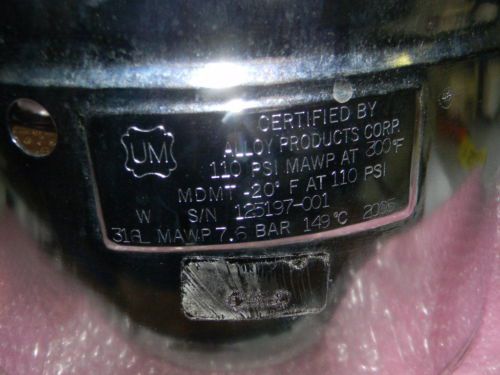 UM
CERTIFIED BY
ALLOY PRODUCTS CORP.
110 PSI MAWP AT 300°F
MDMT -20° F AT 110 PSI
W S/N 125197-001
316L MAWP 7.6 BAR 149°C